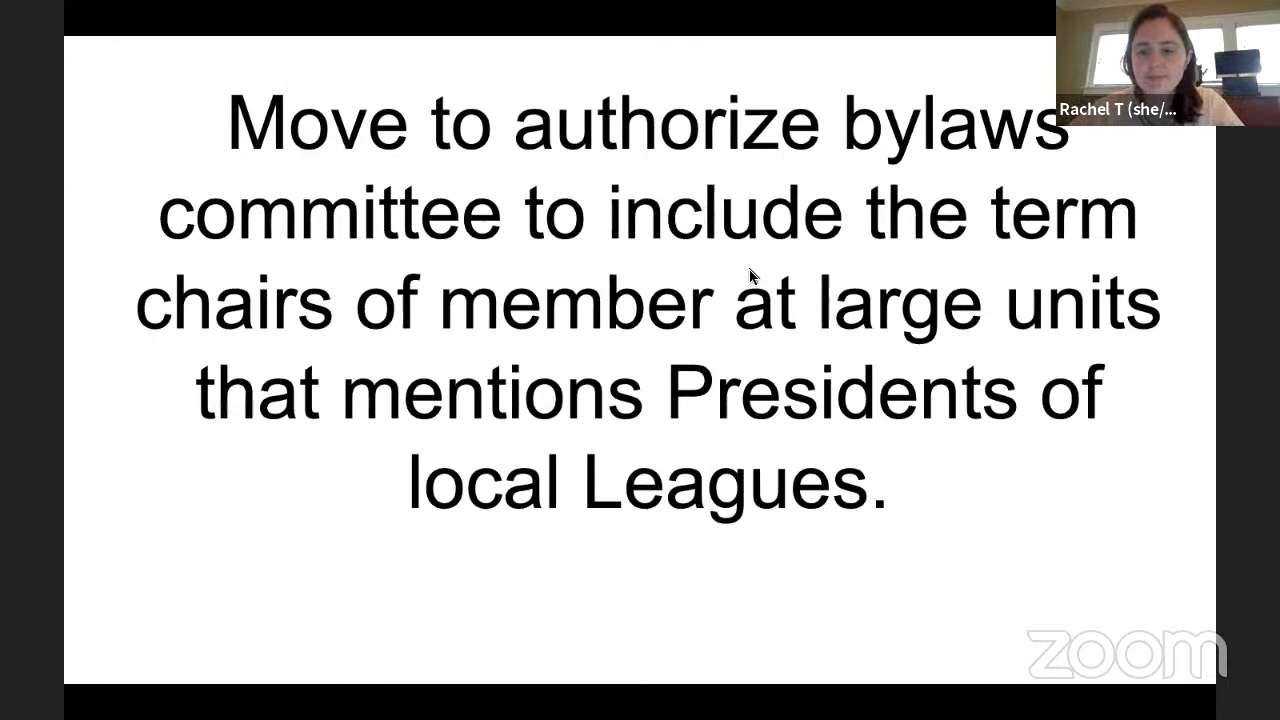 Move to authorize bylaws
committee to include the term
chairs of member at large units
that mentions Presidents of
local Leagues.
Rachel T (she/...
zoom